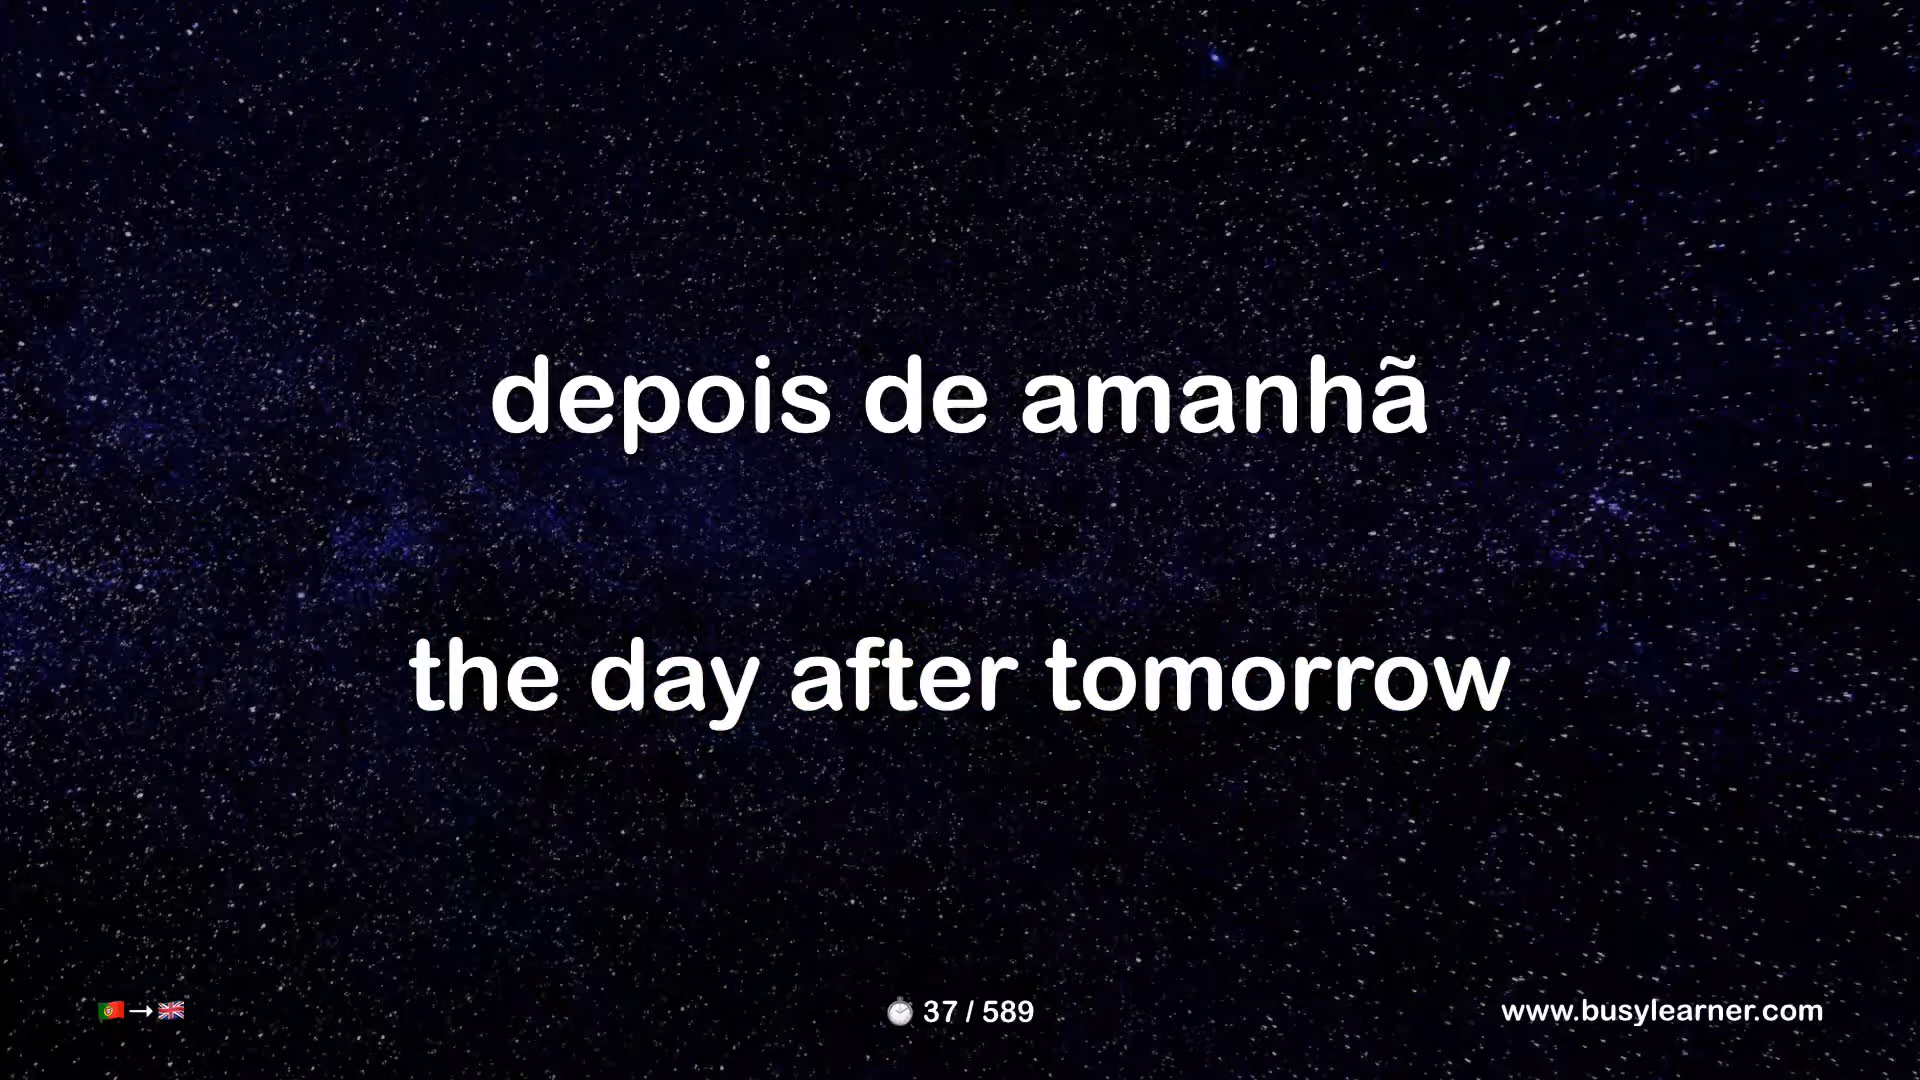 depois de amanhã
the day after tomorrow
37 / 589
www.busylearner.com